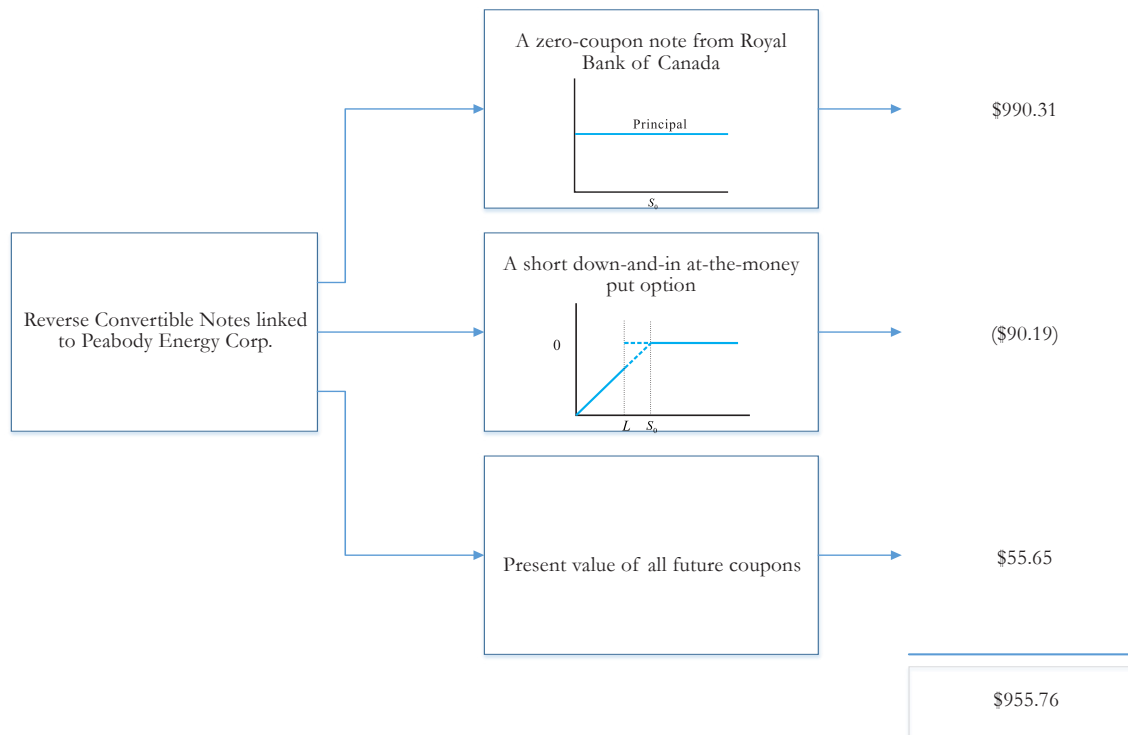 A zero-coupon note from Royal
Bank of Canada
Principal
S₀
$990.31
Reverse Convertible Notes linked
to Peabody Energy Corp.
A short down-and-in at-the-money
put option
0
L S₀
($90.19)
Present value of all future coupons
$55.65
$955.76